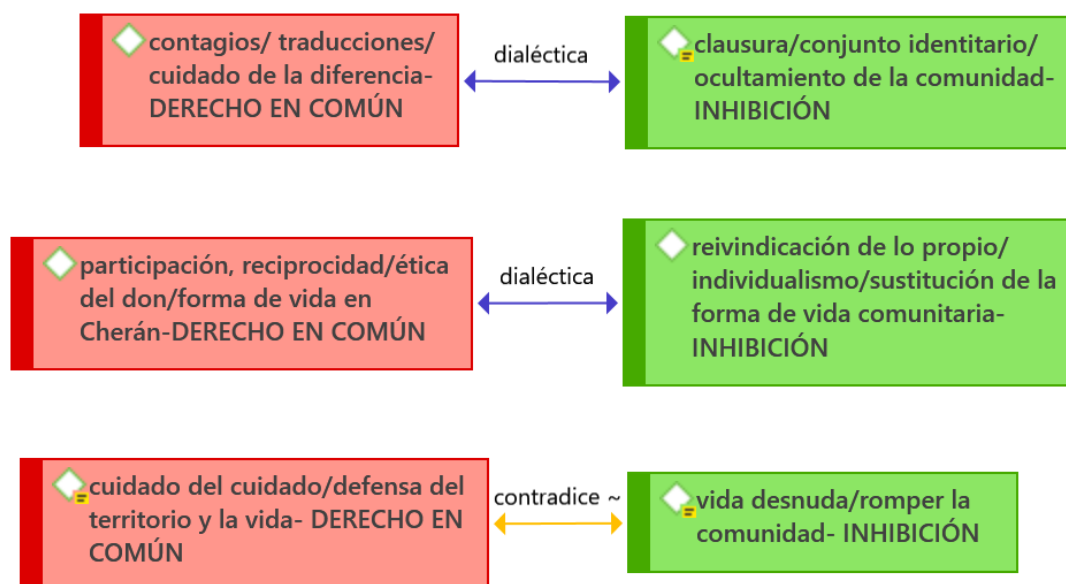 contagios/ traducciones/
cuidado de la diferencia-
DERECHO EN COMÚN
dialéctica
clausura/conjunto identitario/
ocultamiento de la comunidad-
INHIBICIÓN
participación, reciprocidad/ética
del don/forma de vida en
Cherán-DERECHO EN COMÚN
dialéctica
reivindicación de lo propio/
individualismo/sustitución de la
forma de vida comunitaria-
INHIBICIÓN
cuidado del cuidado/defensa del
territorio y la vida- DERECHO EN
COMÚN
contradice ~
vida desnuda/romper la
comunidad- INHIBICIÓN